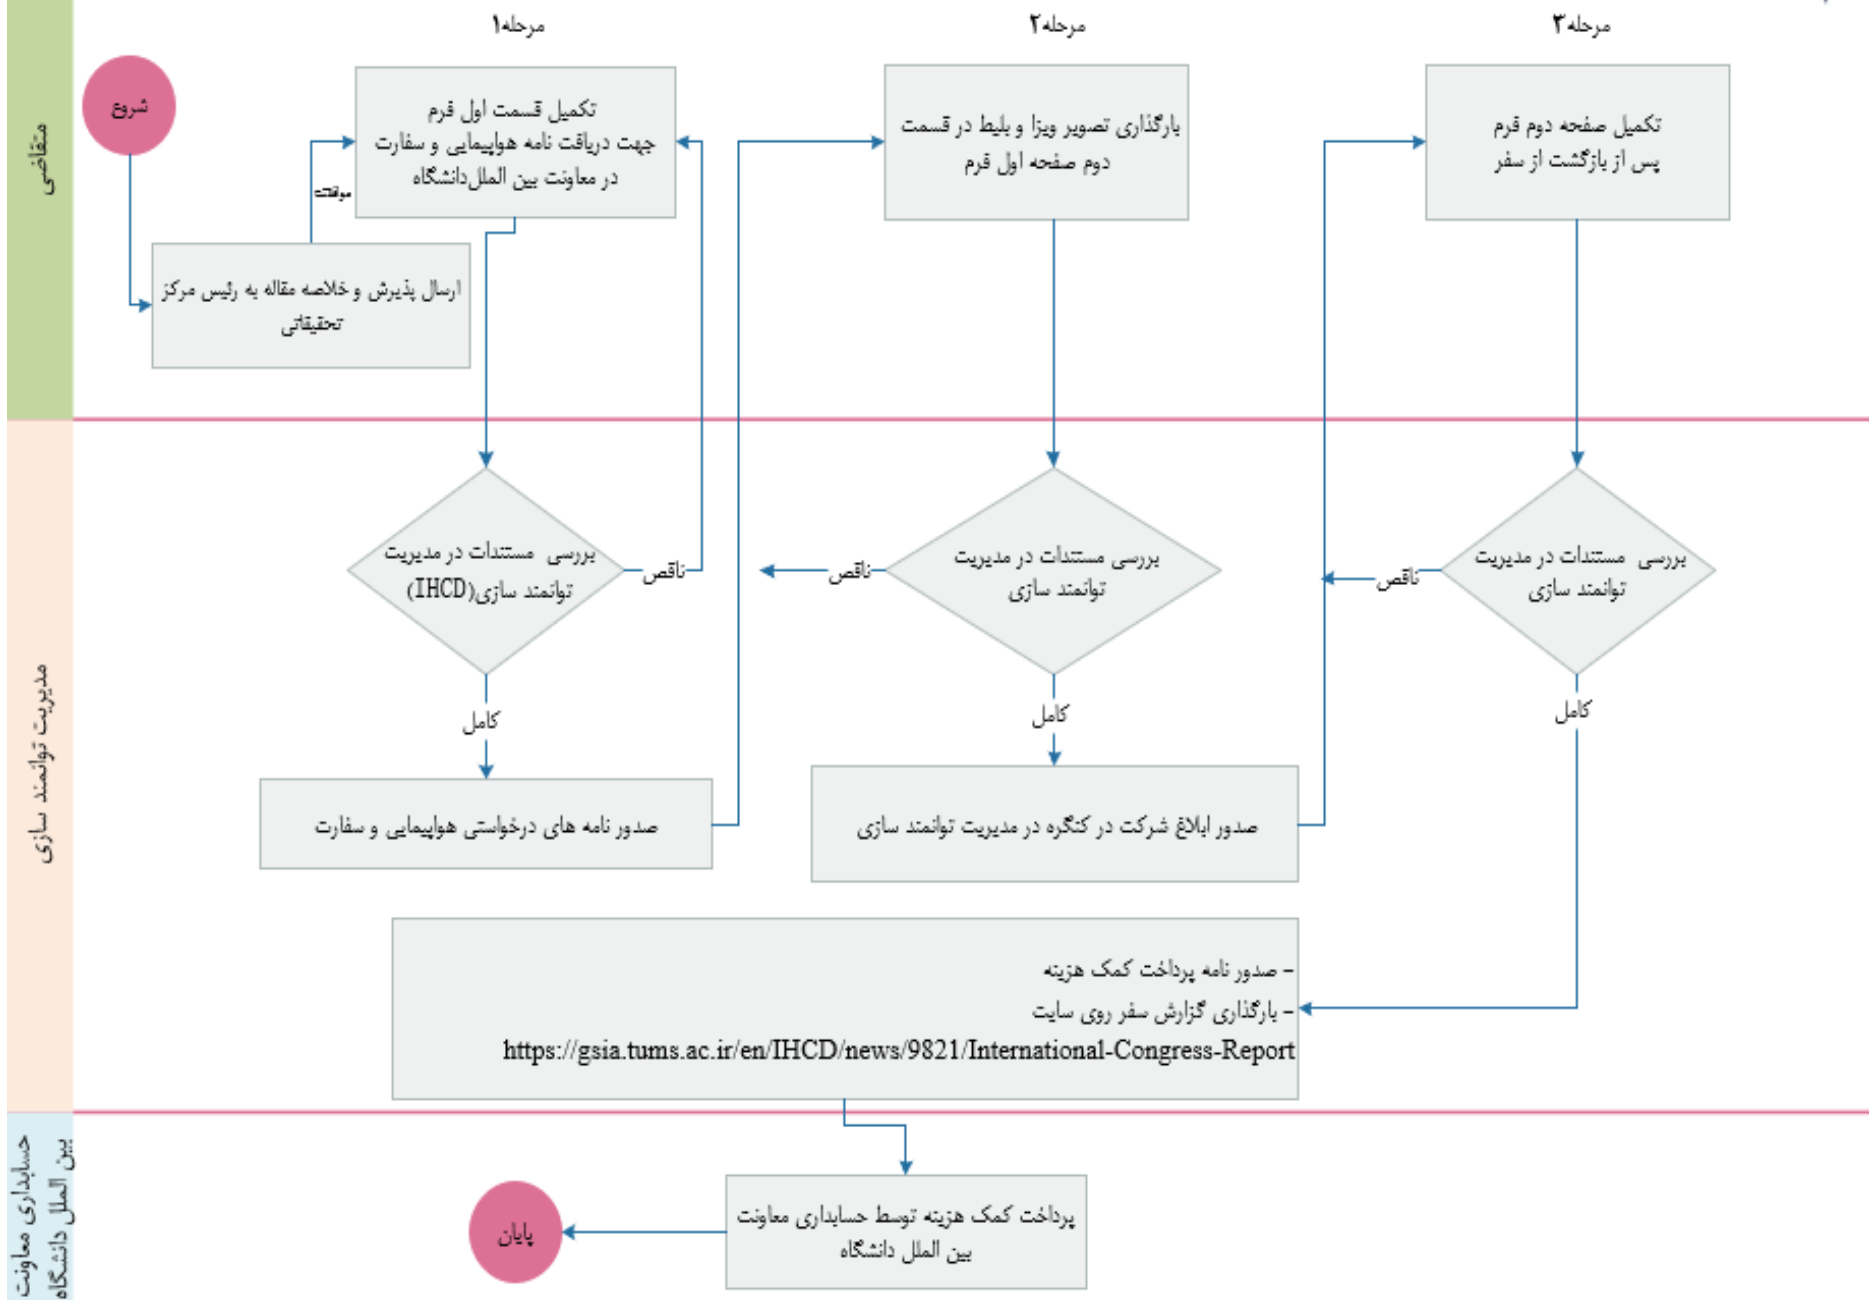 مرحله۱
مرحله۲
مرحله۳
متقاضی
شروع
تکمیل قسمت اول فرم
جهت دریافت نامه هواپیمایی و سفارت
در معاونت بین المللدانشگاه
بارگذاری تصویر ویزا و بلیط در قسمت
دوم صفحه اول فرم
تکمیل صفحه دوم فرم
پس از بازگشت از سفر
موافقت
ارسال پذیرش و خلاصه مقاله به رئیس مرکز
تحقیقاتی
مدیریت توانمند سازی
بررسی مستندات در مدیریت
توانمند سازی(IHCD)
ناقص
بررسی مستندات در مدیریت
توانمند سازی
ناقص
بررسی مستندات در مدیریت
توانمند سازی
ناقص
کامل
کامل
کامل
صدور نامه های درخواستی هواپیمایی و سفارت
صدور ابلاغ شرکت در کنگره در مدیریت توانمند سازی
- صدور نامه پرداخت کمک هزینه
- بارگذاری گزارش سفر روی سایت
https://gsia.tums.ac.ir/en/IHCD/news/9821/International-Congress-Report
حسابداری معاونت
بین الملل دانشگاه
پرداخت کمک هزینه توسط حسابداری معاونت
بین الملل دانشگاه
پایان